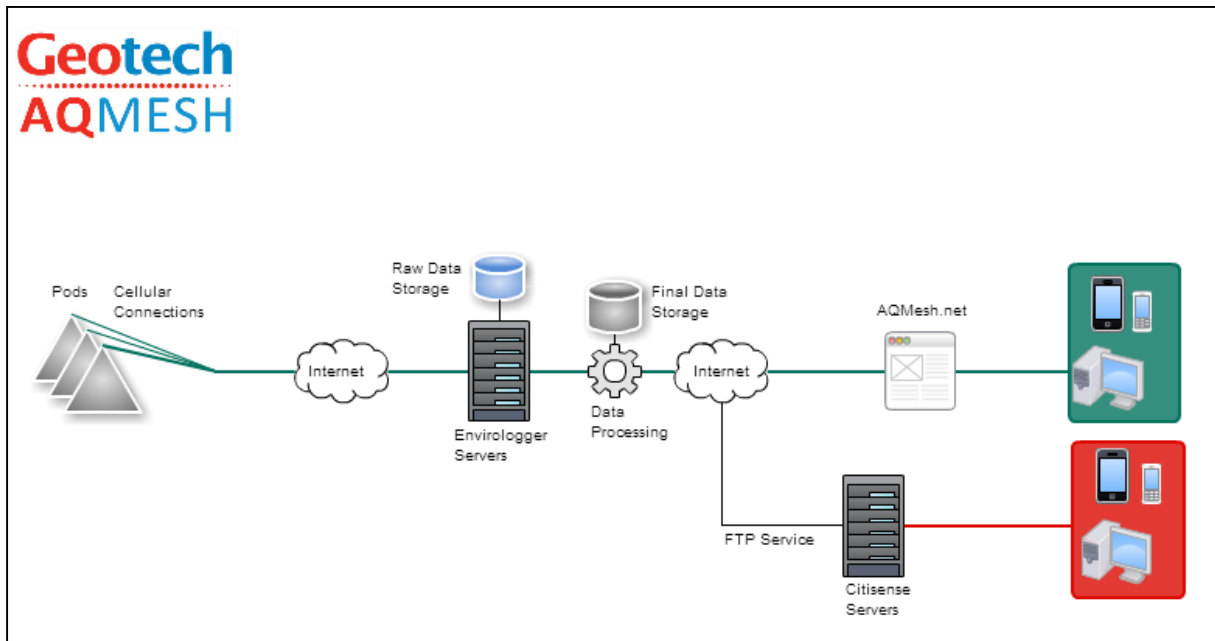 Geotech
AQMESH
Pods
Cellular
Connections
Internet
Raw Data
Storage
Envirologger
Servers
Final Data
Storage
Data
Processing
Internet
AQMesh.net
FTP Service
Citisense
Servers